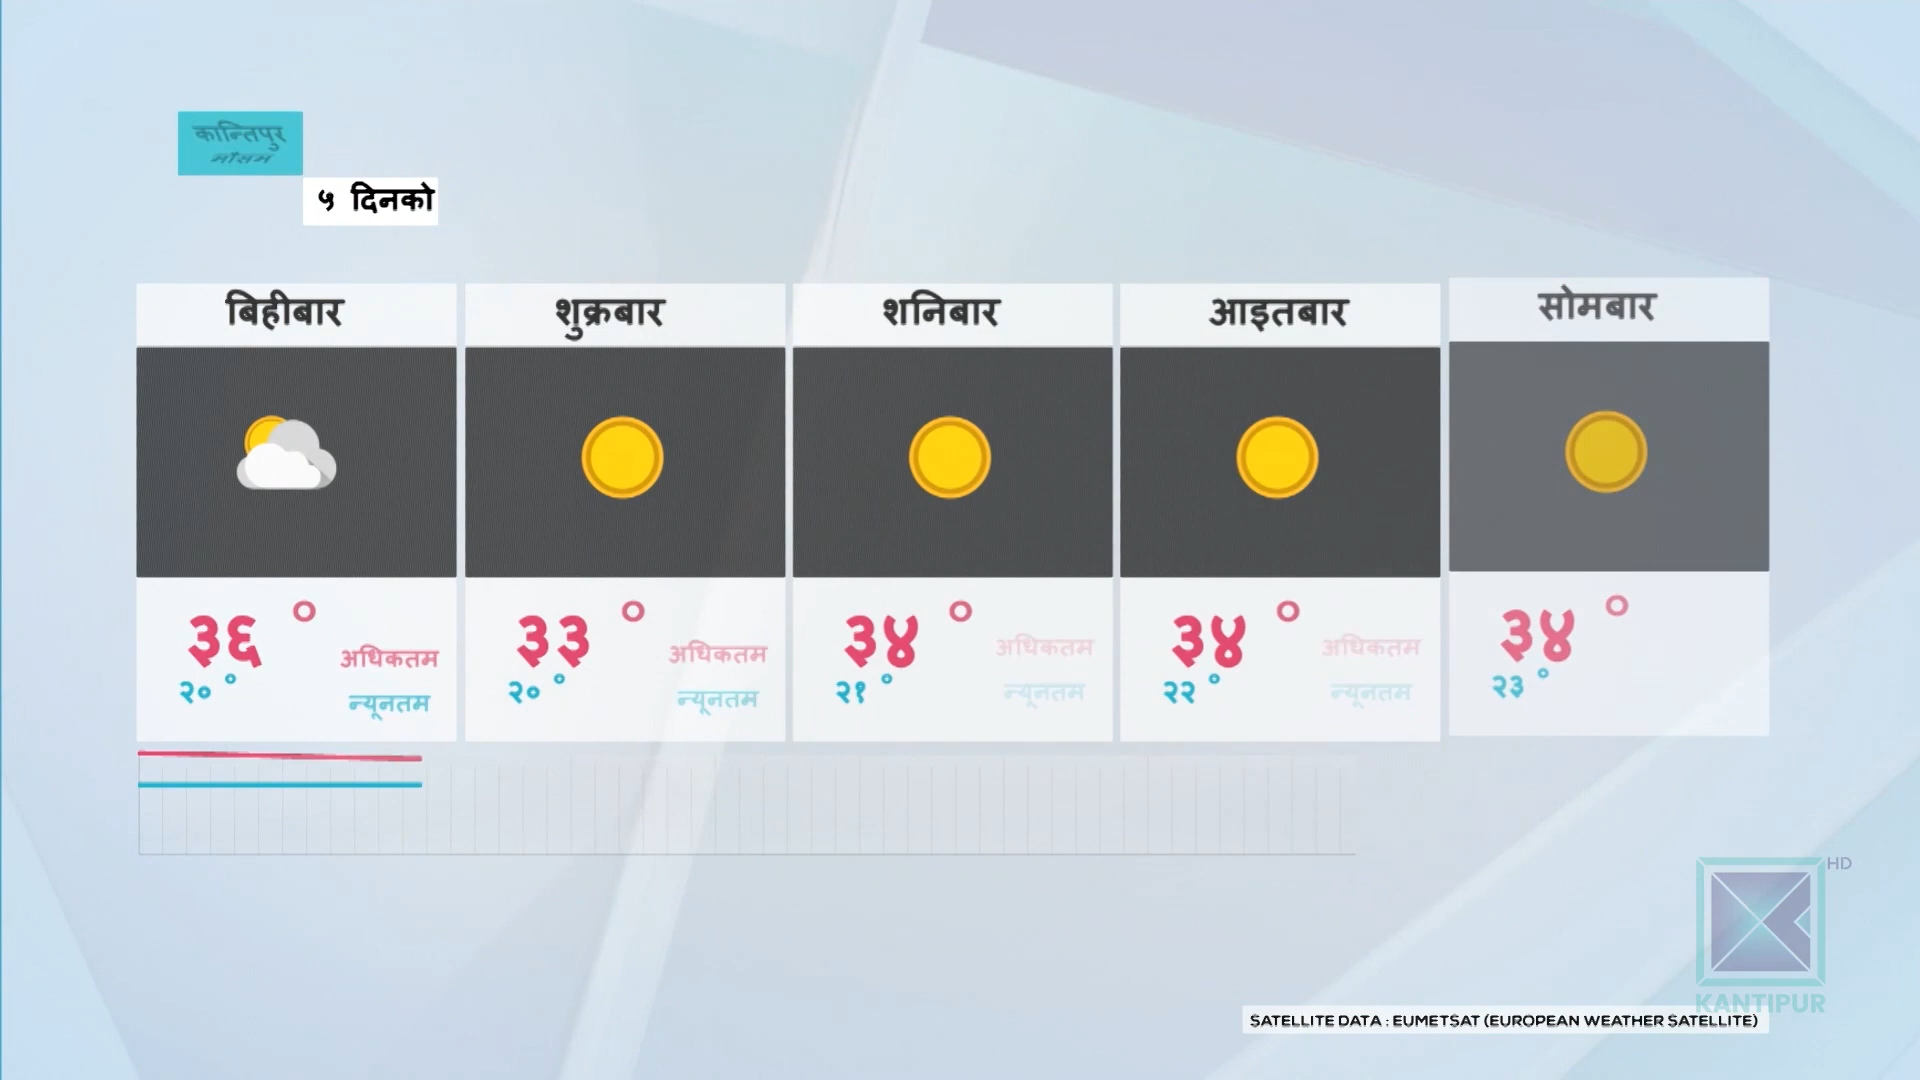 कान्तिपुर
मौसम
५ दिनको
बिहीबार
शुक्रबार
शनिबार
आइतबार
सोमबार
३६°
अधिकतम
२०°
न्यूनतम
३३°
अधिकतम
२०°
न्यूनतम
३४°
अधिकतम
२१°
न्यूनतम
३४°
अधिकतम
२२°
न्यूनतम
३४°
२३°
HD
KANTIPUR
SATELLITE DATA : EUMETSAT (EUROPEAN WEATHER SATELLITE)